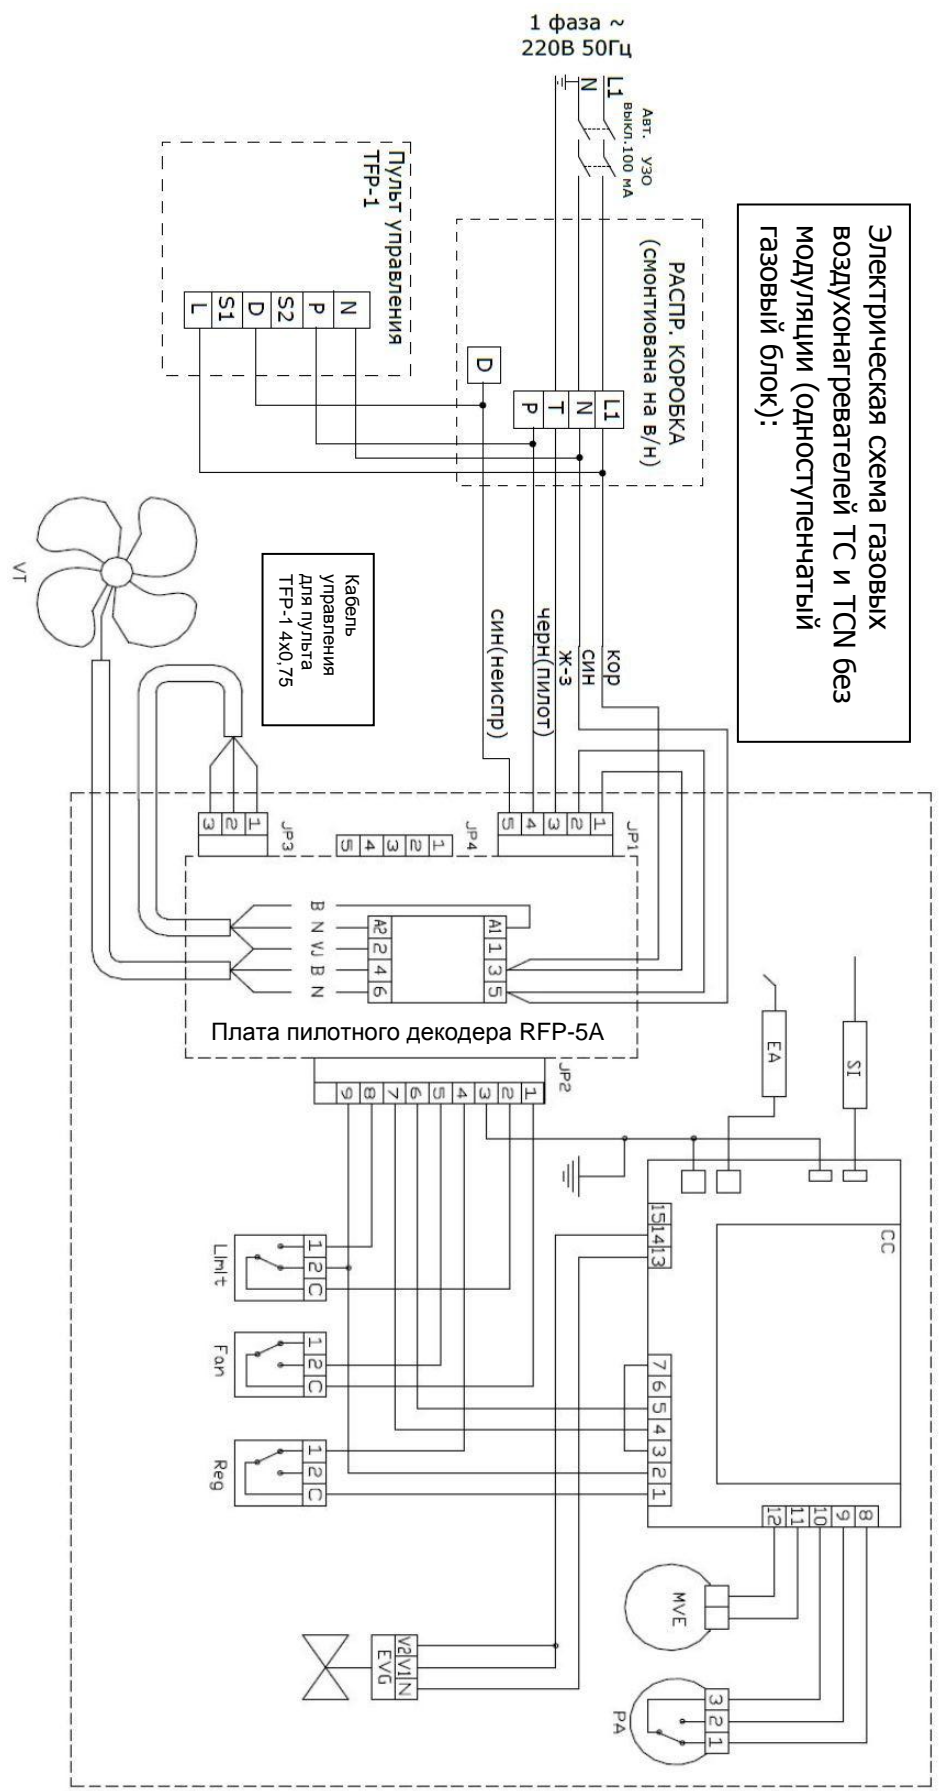 1 фаза ~
220В 50Гц
L1
N
Авт. УЗО
выкл.100 мА
Электрическая схема газовых
воздухонагревателей ТС и TCN без
модуляции (одноступенчатый
газовый блок):
РАСПР. КОРОБКА
(смонтиована на в/н)
L1
N
T
P
D
Пульт управления
TFP-1
N
P
S2
D
S1
L
Кабель
управления
для пульта
TFP-1 4x0,75
кор
син
ж-з
черн(пилот)
син(неиспр)
VT
JP1
1
2
3
4
5
JP4
1
2
3
4
5
JP3
1
2
3
A1
1
3
5
A2
2
4
6
B
N
VJ
B
N
Плата пилотного декодера RFP-5A
JP2
1
2
3
4
5
6
7
8
9
SI
EA
CC
15
14
13
7
6
5
4
3
2
1
8
9
10
11
12
Limit
1
2
C
Fan
1
2
C
Reg
1
2
C
MVE
PA
3
2
1
EVG
V2
V1
N